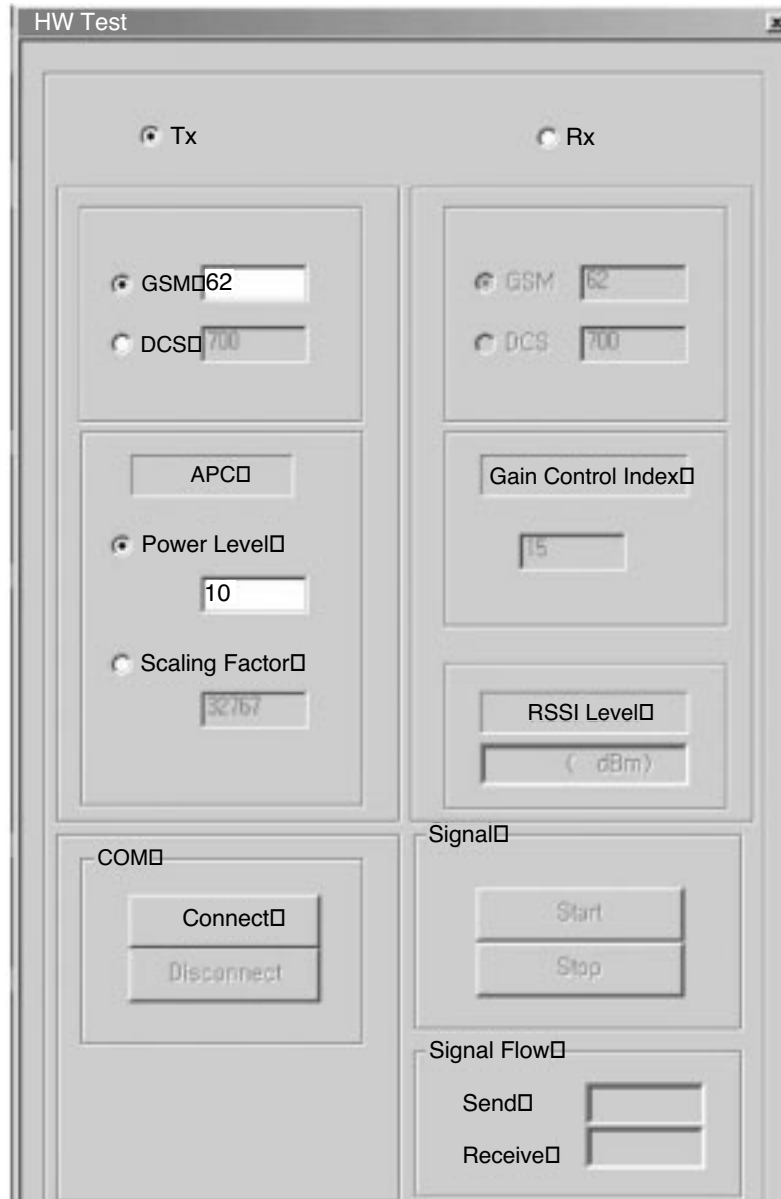 HW Test
Tx
Rx
GSM 62
DCS 700
GSM 62
DCS 700
APC
Power Level
10
Scaling Factor
32767
Gain Control Index
15
RSSI Level
( dBm)
COM
Connect
Disconnect
Signal
Start
Stop
Signal Flow
Send
Receive